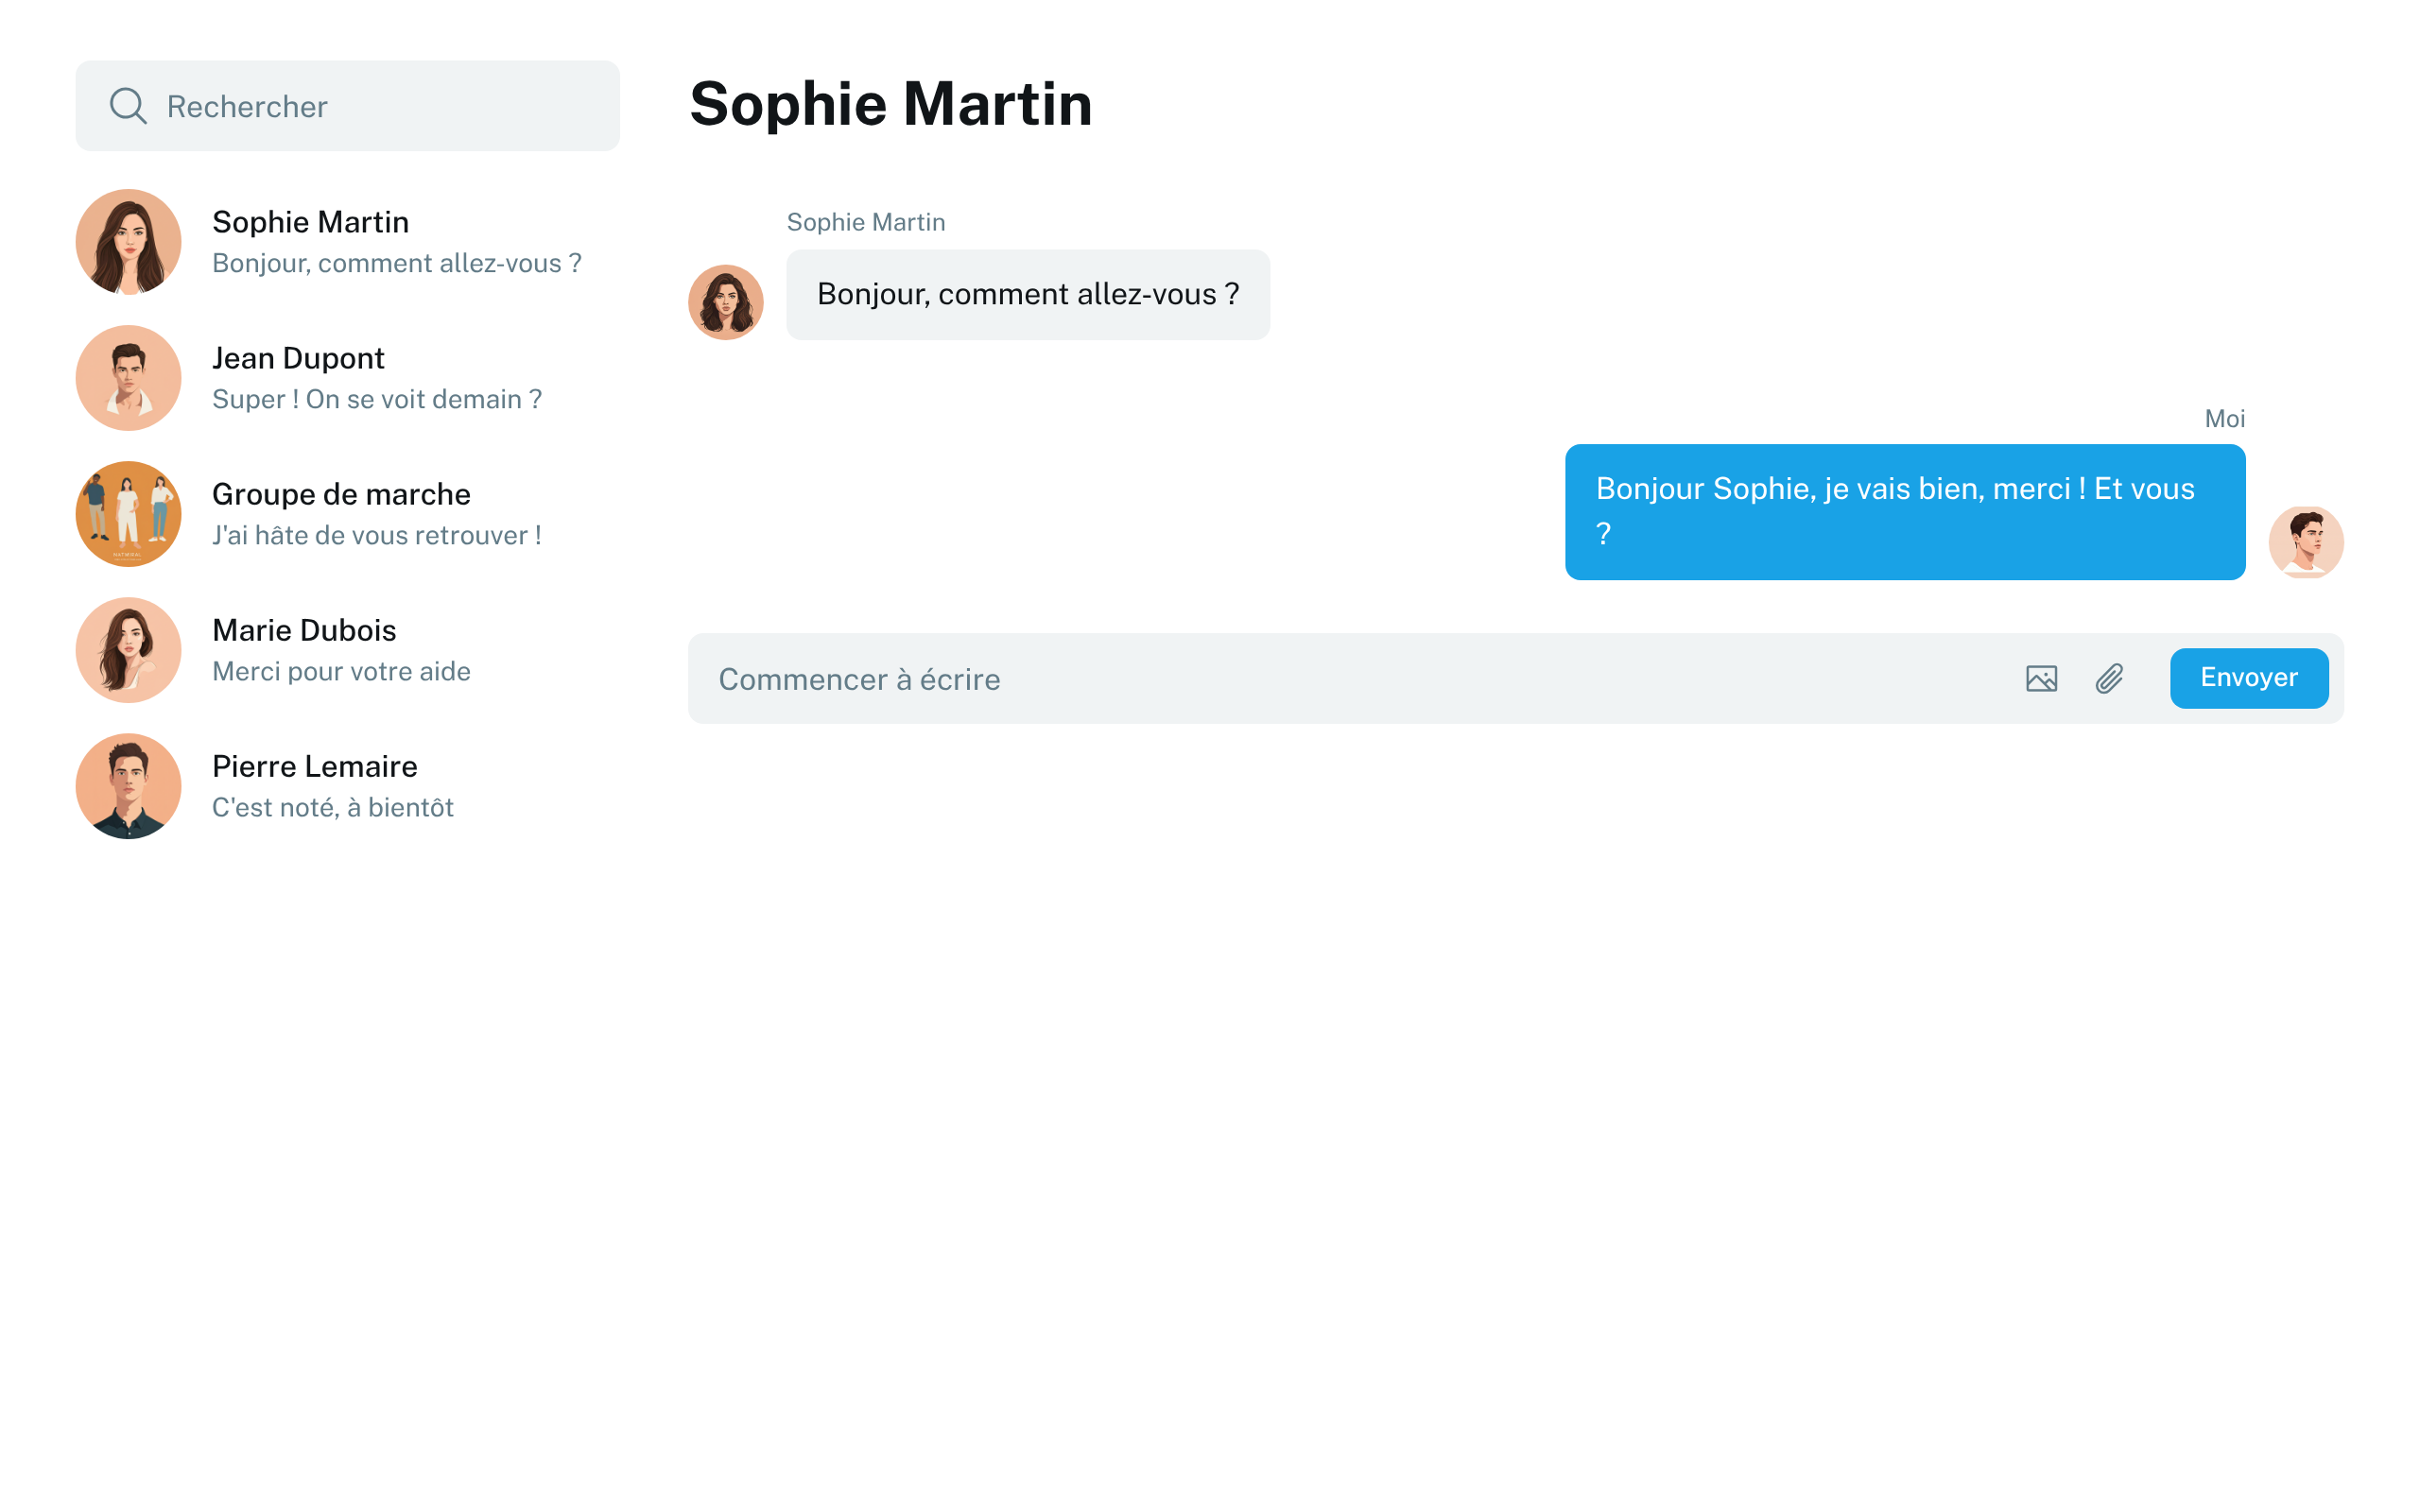 Rechercher
Sophie Martin
Bonjour, comment allez-vous ?
Jean Dupont
Super ! On se voit demain ?
Groupe de marche
J'ai hâte de vous retrouver !
Marie Dubois
Merci pour votre aide
Pierre Lemaire
C'est noté, à bientôt
Sophie Martin
Sophie Martin
Bonjour, comment allez-vous ?
Moi
Bonjour Sophie, je vais bien, merci ! Et vous
?
Commencer à écrire
Envoyer